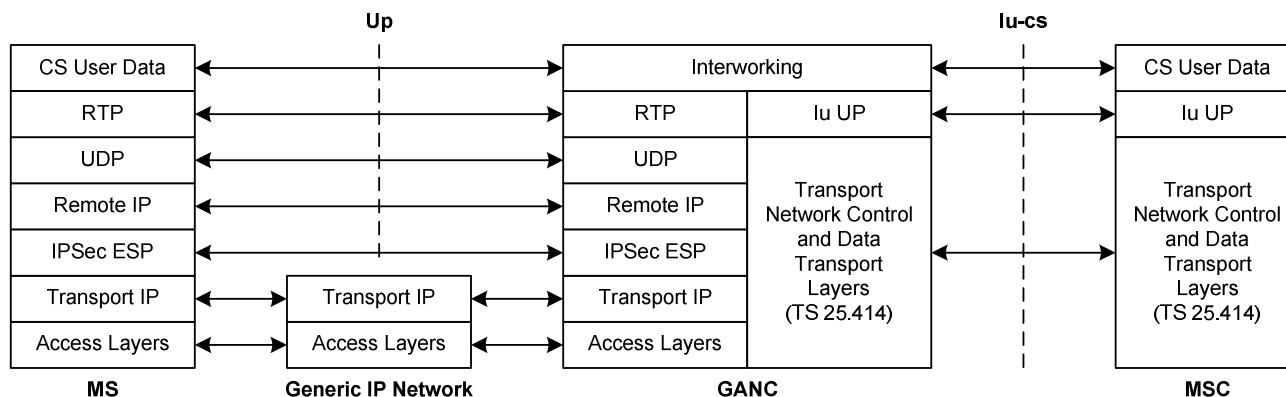 Up
Iu-cs
CS User Data
Interworking
CS User Data
RTP
RTP
Iu UP
Iu UP
UDP
UDP
Remote IP
Remote IP
IPSec ESP
IPSec ESP
Transport
Network Control
and Data
Transport
Layers
(TS 25.414)
Transport
Network Control
and Data
Transport
Layers
(TS 25.414)
Transport IP
Transport IP
Transport IP
Access Layers
Access Layers
Access Layers
MS
Generic IP Network
GANC
MSC